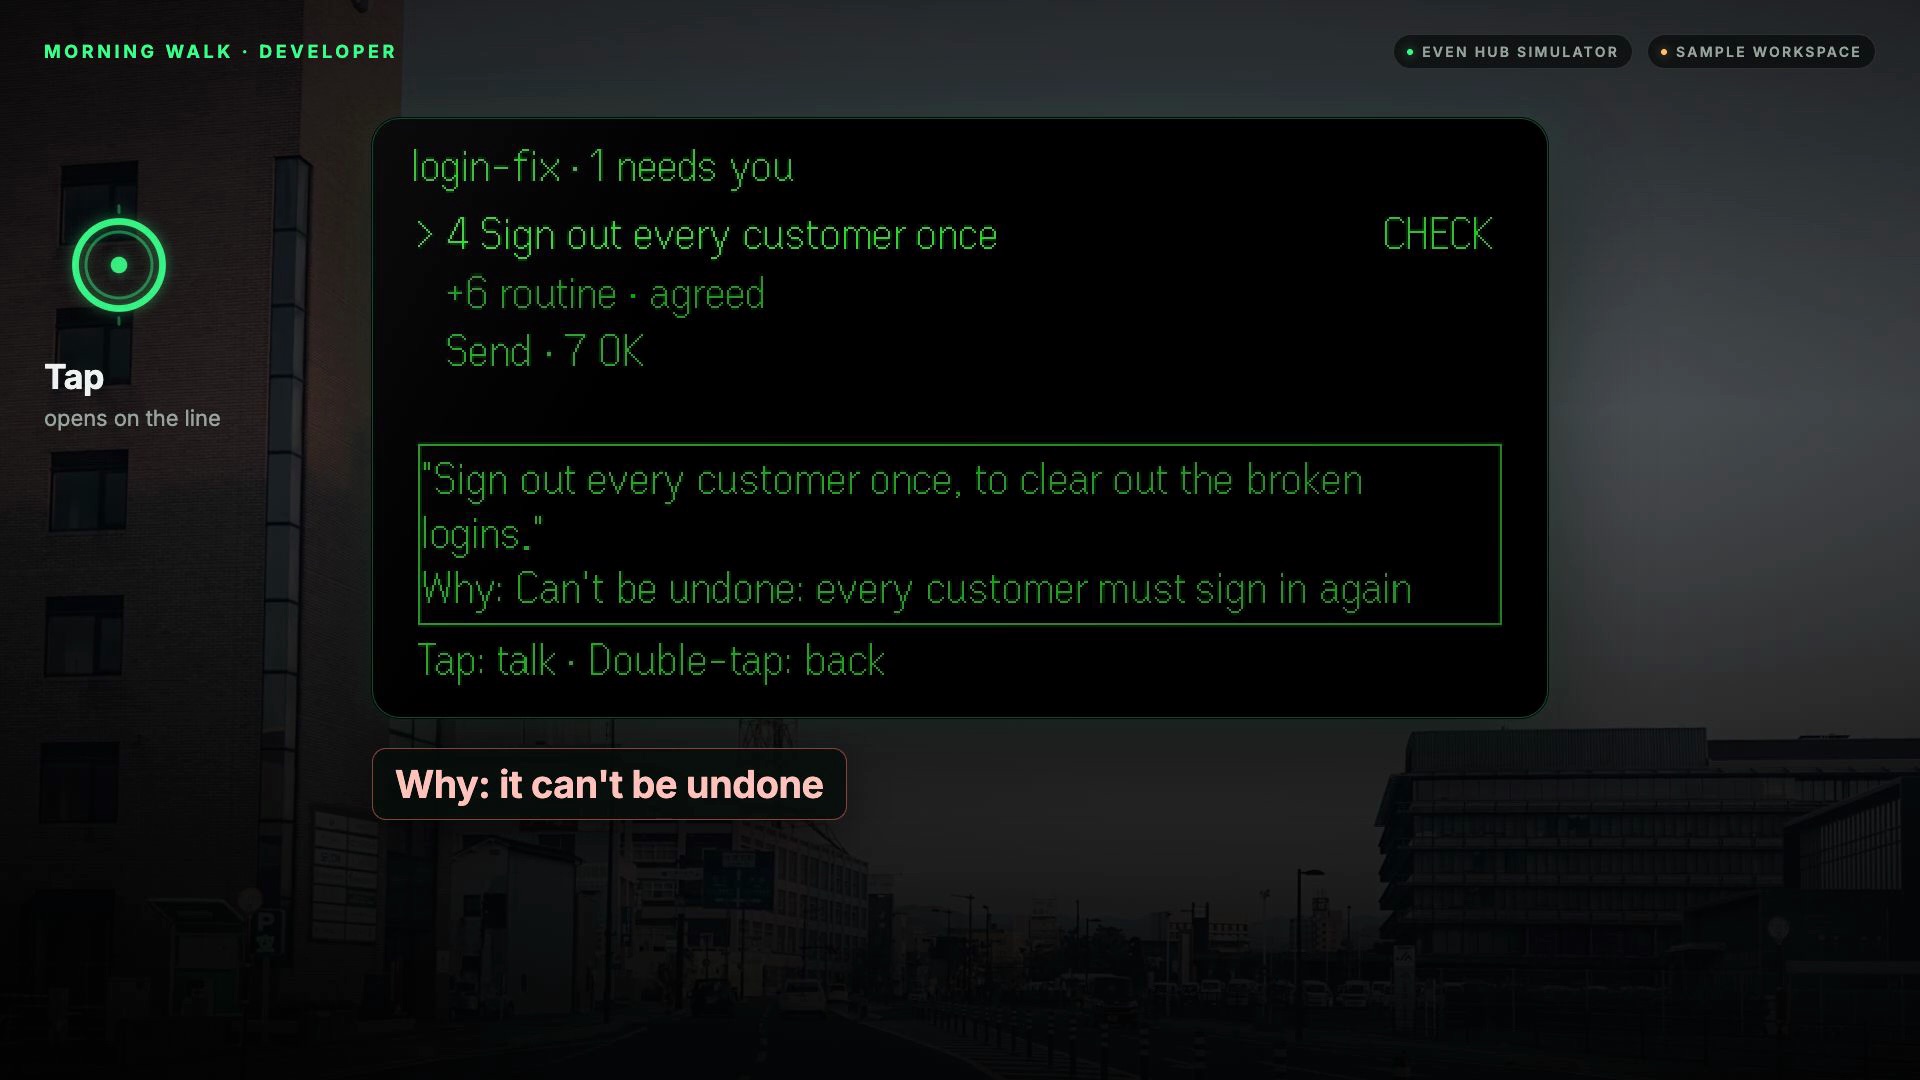 MORNING WALK · DEVELOPER
EVEN HUB SIMULATOR
SAMPLE WORKSPACE
login-fix · 1 needs you
> 4 Sign out every customer once CHECK
+6 routine · agreed
Send · 7 OK
Tap
opens on the line
"Sign out every customer once, to clear out the broken
logins."
Why: Can't be undone: every customer must sign in again
Tap: talk · Double-tap: back
Why: it can't be undone
P